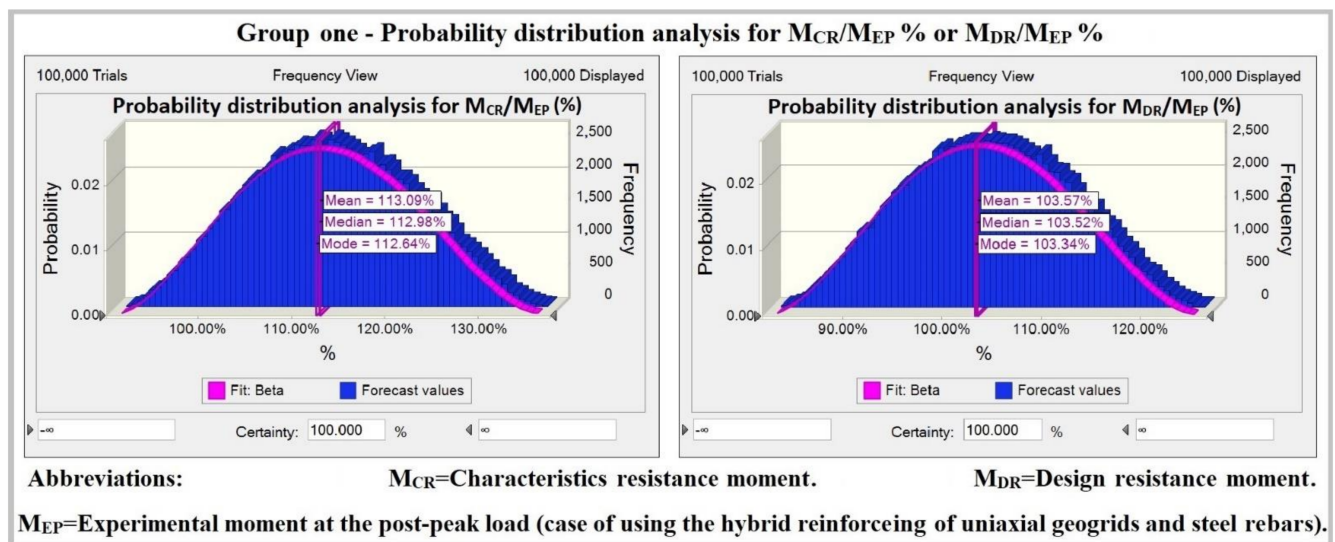 Group one - Probability distribution analysis for MCR/MEP % or MDR/MEP %
100,000 Trials Frequency View 100,000 Displayed
Probability distribution analysis for MCR/MEP (%)
Probability
0.02
0.01
0.00
Mean = 113.09%
Median = 112.98%
Mode = 112.64%
2,500
2,000
1,500
1,000
500
0
Frequency
100.00% 110.00% 120.00% 130.00%
%
Fit: Beta Forecast values
-∞ Certainty: 100.000 % ∞
100,000 Trials Frequency View 100,000 Displayed
Probability distribution analysis for MDR/MEP (%)
Probability
0.02
0.01
0.00
Mean = 103.57%
Median = 103.52%
Mode = 103.34%
2,500
2,000
1,500
1,000
500
0
Frequency
90.00% 100.00% 110.00% 120.00%
%
Fit: Beta Forecast values
-∞ Certainty: 100.000 % ∞
Abbreviations: MCR=Characteristics resistance moment. MDR=Design resistance moment.
MEP=Experimental moment at the post-peak load (case of using the hybrid reinforceing of uniaxial geogrids and steel rebars).